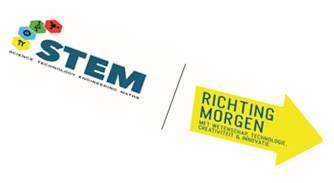 STEM
SCIENCE TECHNOLOGY ENGINEERING MATHS
RICHTING
MORGEN
MET WETENSCHAP, TECHNOLOGIE,
CREATIVITEIT & INNOVATIE